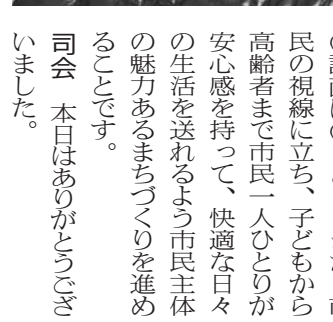 民の視線に立ち、子どもから
高齢者まで市民一人ひとりが
安心感を持って、快適な日々
の生活を送れるよう市民主体
の魅力あるまちづくりを進め
ることです。
司会　本日はありがとうござ
いました。